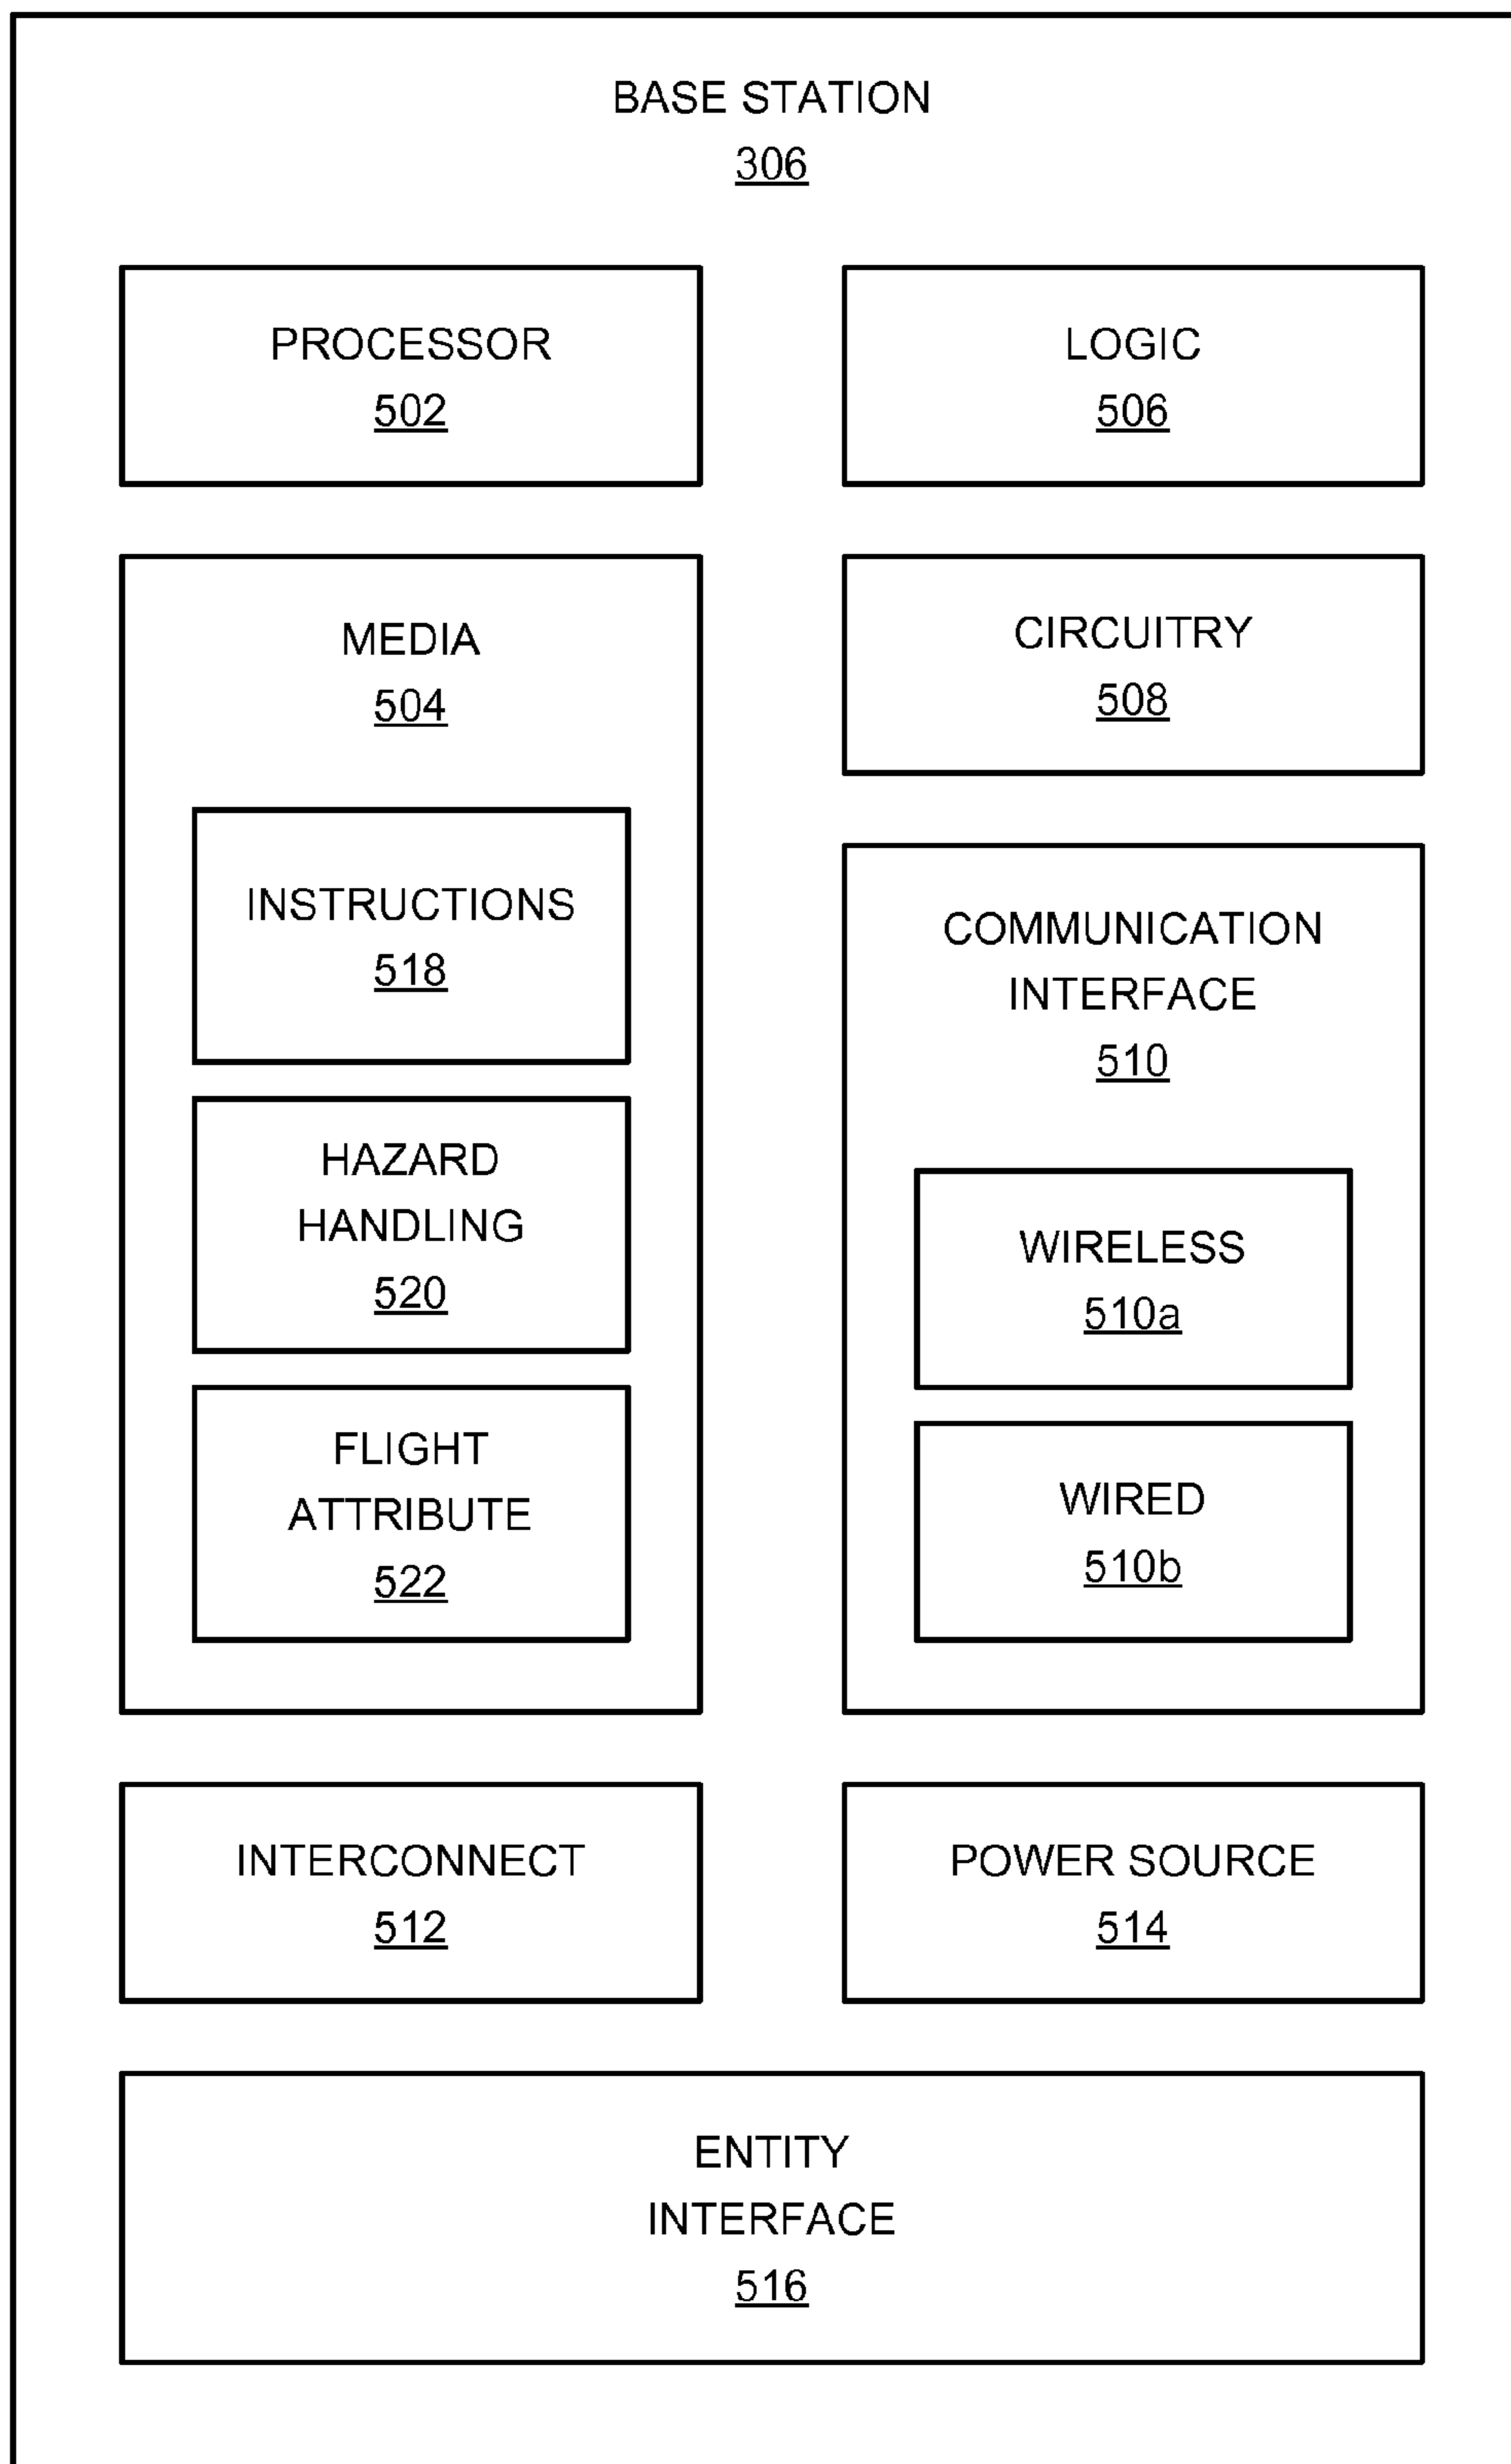 BASE STATION
306
PROCESSOR
502
LOGIC
506
MEDIA
504
INSTRUCTIONS
518
HAZARD
HANDLING
520
FLIGHT
ATTRIBUTE
522
CIRCUITRY
508
COMMUNICATION
INTERFACE
510
WIRELESS
510a
WIRED
510b
INTERCONNECT
512
POWER SOURCE
514
ENTITY
INTERFACE
516